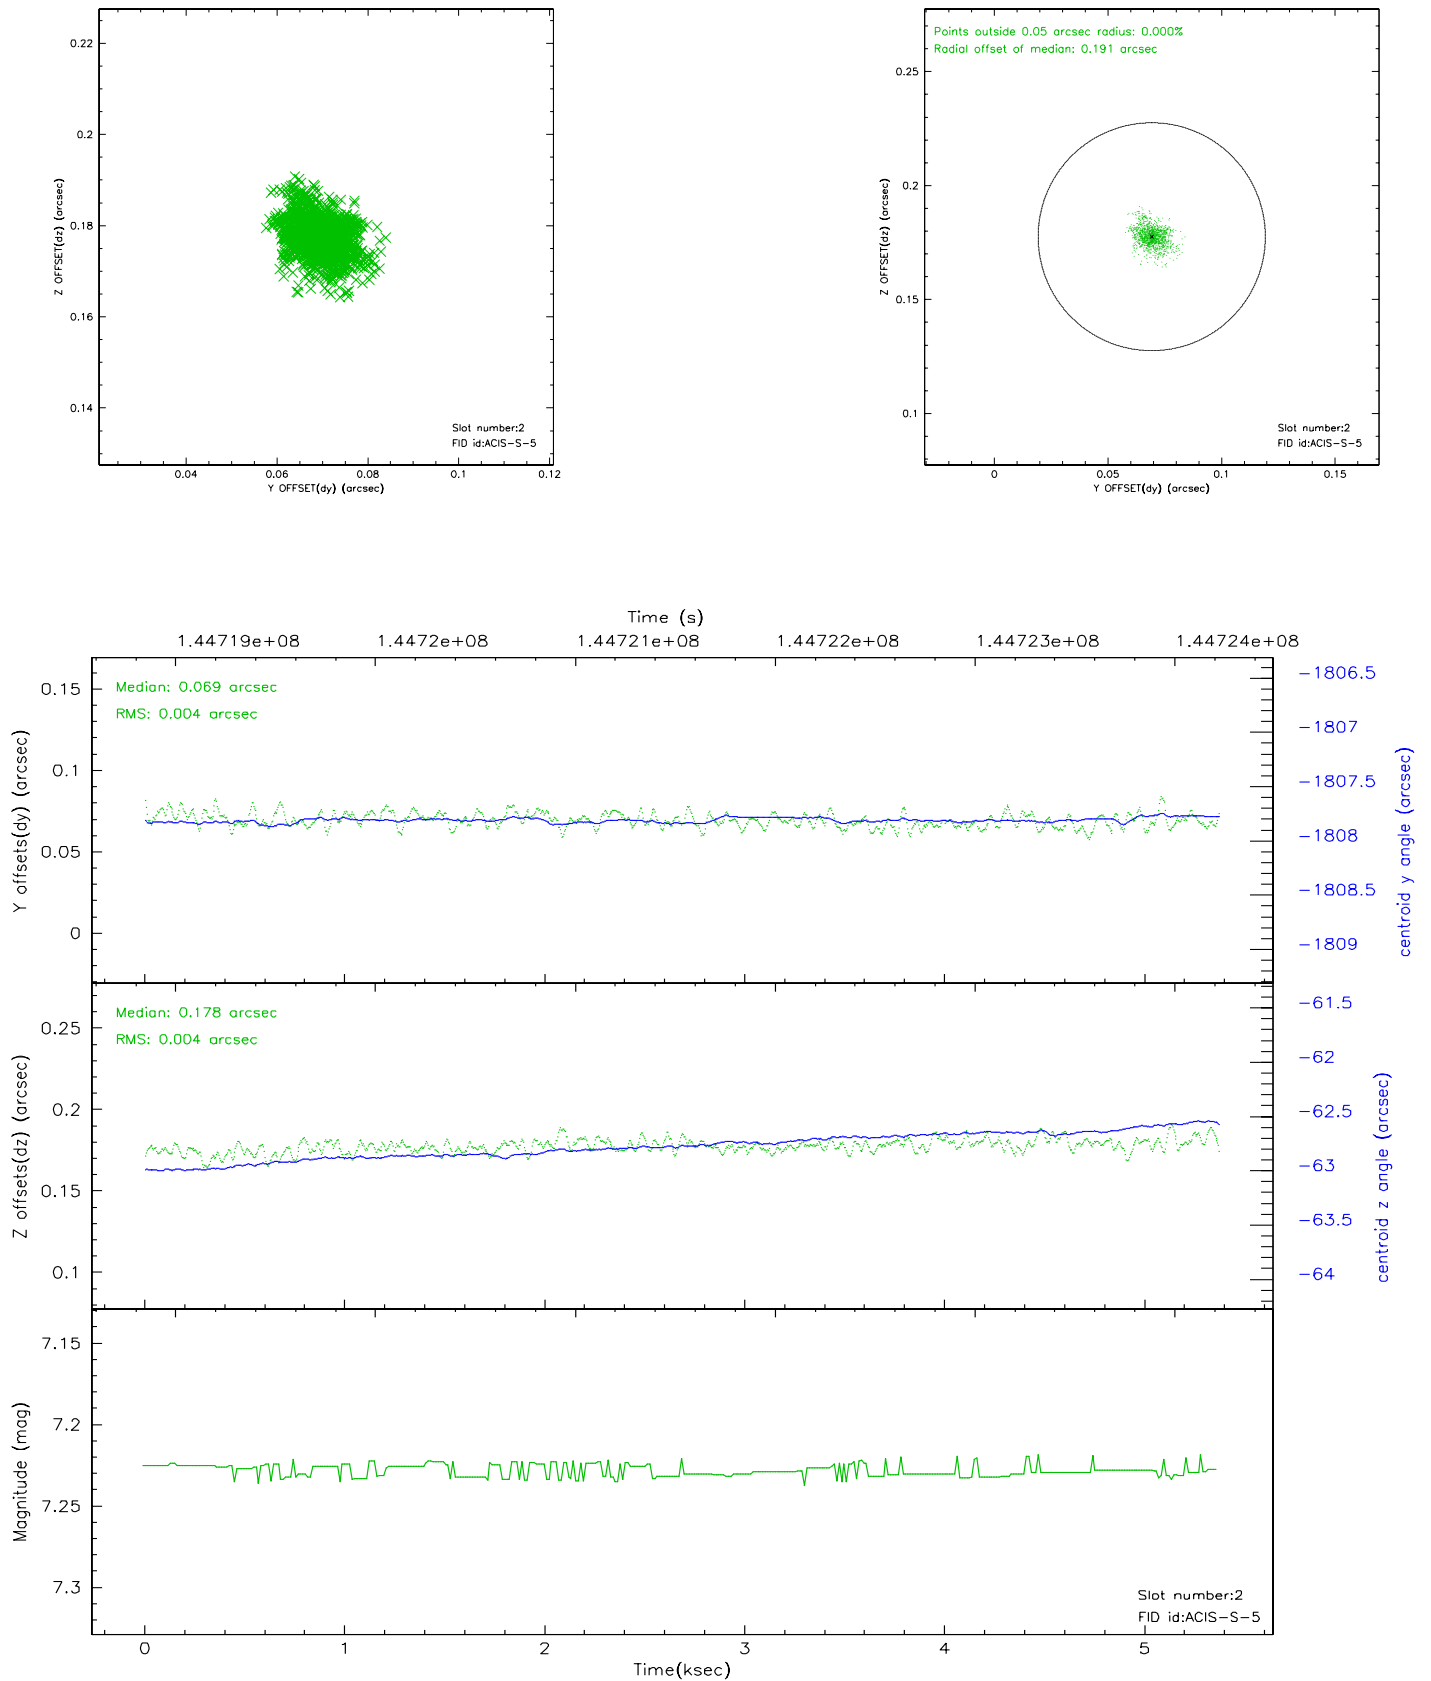 0.22
0.2
0.18
0.16
0.14
Z OFFSET(dz) (arcsec)
Slot number:2
FID id:ACIS-S-5
0.04 0.06 0.08 0.1 0.12
Y OFFSET(dy) (arcsec)
Points outside 0.05 arcsec radius: 0.000%
Radial offset of median: 0.191 arcsec
0.25
0.2
0.15
0.1
Z OFFSET(dz) (arcsec)
Slot number:2
FID id:ACIS-S-5
0 0.05 0.1 0.15
Y OFFSET(dy) (arcsec)
Time (s)
1.44719e+08 1.4472e+08 1.44721e+08 1.44722e+08 1.44723e+08 1.44724e+08
Median: 0.069 arcsec
RMS: 0.004 arcsec
0.15
0.1
0.05
0
Y offsets(dy) (arcsec)
-1806.5
-1807
-1807.5
-1808
-1808.5
-1809
centroid y angle (arcsec)
Median: 0.178 arcsec
RMS: 0.004 arcsec
0.25
0.2
0.15
0.1
Z offsets(dz) (arcsec)
-61.5
-62
-62.5
-63
-63.5
-64
centroid z angle (arcsec)
7.15
7.2
7.25
7.3
Magnitude (mag)
Slot number:2
FID id:ACIS-S-5
0 1 2 3 4 5
Time(ksec)